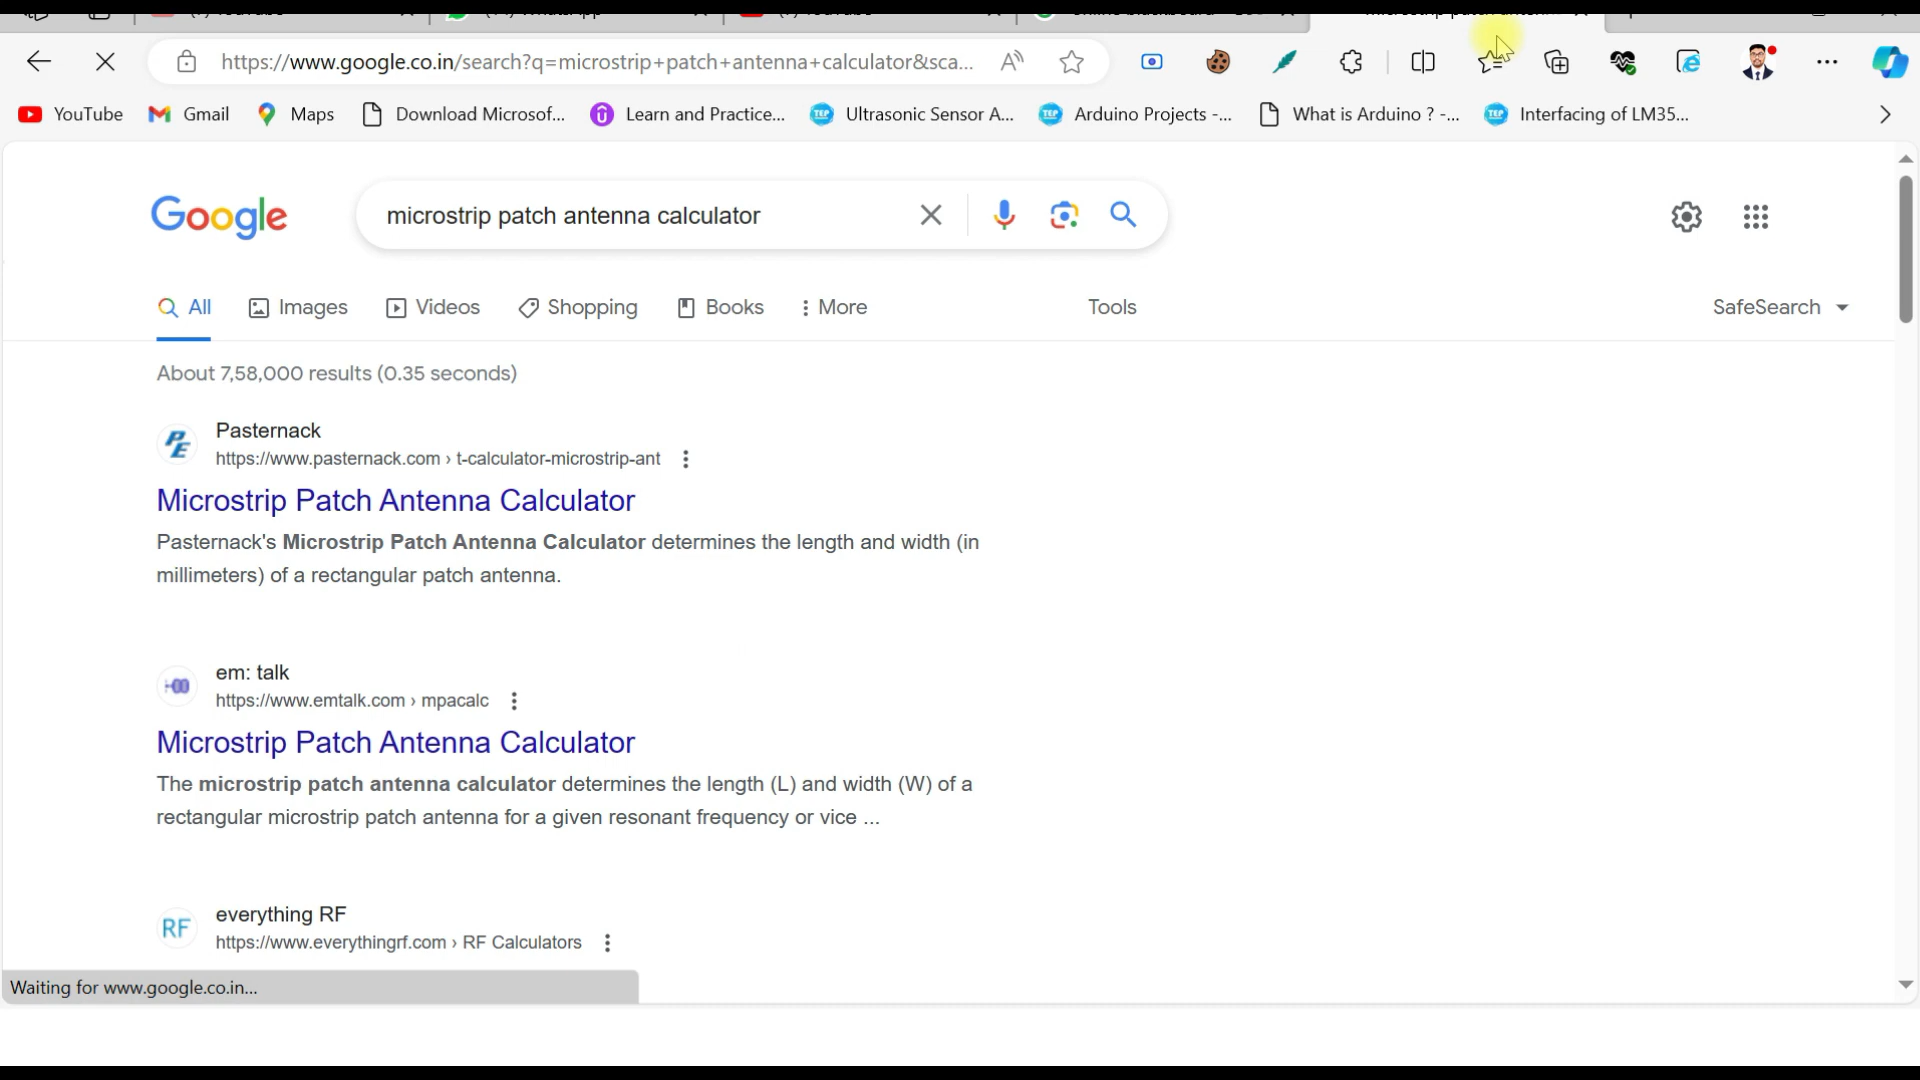 https://www.google.co.in/search?q=microstrip+patch+antenna+calculator&sca...
YouTube Gmail Maps Download Microsof... Learn and Practice... Ultrasonic Sensor A... Arduino Projects -... What is Arduino ? -... Interfacing of LM35...
Google microstrip patch antenna calculator
All Images Videos Shopping Books More Tools SafeSearch
About 7,58,000 results (0.35 seconds)
Pasternack
https://www.pasternack.com › t-calculator-microstrip-ant
Microstrip Patch Antenna Calculator
Pasternack's Microstrip Patch Antenna Calculator determines the length and width (in
millimeters) of a rectangular patch antenna.
em: talk
https://www.emtalk.com › mpacalc
Microstrip Patch Antenna Calculator
The microstrip patch antenna calculator determines the length (L) and width (W) of a
rectangular microstrip patch antenna for a given resonant frequency or vice ...
RF everything RF
https://www.everythingrf.com › RF Calculators
Waiting for www.google.co.in...